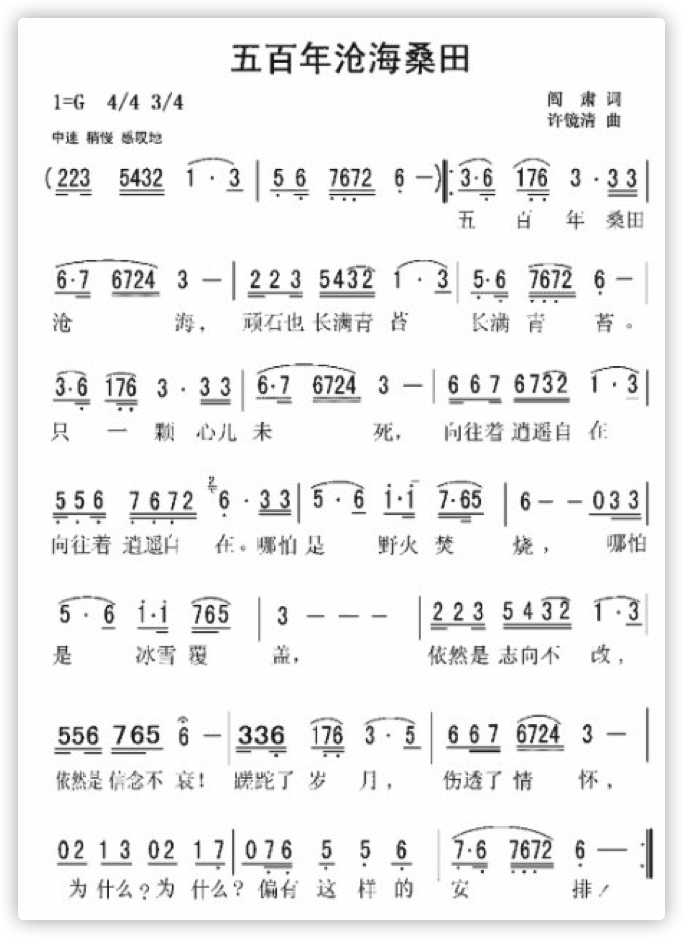 五百年沧海桑田
1=G 4/4 3/4
阎 肃 词
许镜清 曲
中速 稍慢 感叹地
(223 5432 1·3 | 56 7672 6 —):3·6 176 3·33 |
五 百 年 桑田
6·7 6724 3 — | 223 5432 1·3 | 5·6 7672 6 — |
沧 海， 顽石也长满青苔 长满青苔。
3·6 176 3·33 | 6·7 6724 3 — | 667 6732 1·3 |
只一颗心儿未 死， 向往着逍遥自在
556 7672 2 6·33 | 5·6 i·i 7·65 | 6 — — 033 |
向往着 逍遥自 在。哪怕是 野火焚 烧， 哪怕
5·6 i·i 765 | 3 — — — | 223 5432 1·3 |
是 冰雪覆 盖， 依然是志向不 改，
556 765 6 — | 336 176 3·5 | 667 6724 3 — |
依然是信念不衰！蹉跎了岁月， 伤透了情 怀，
02 13 02 17 | 076 5 5 6 | 7·6 7672 6 — :
为什么？为什么？偏有这样的 安 排！